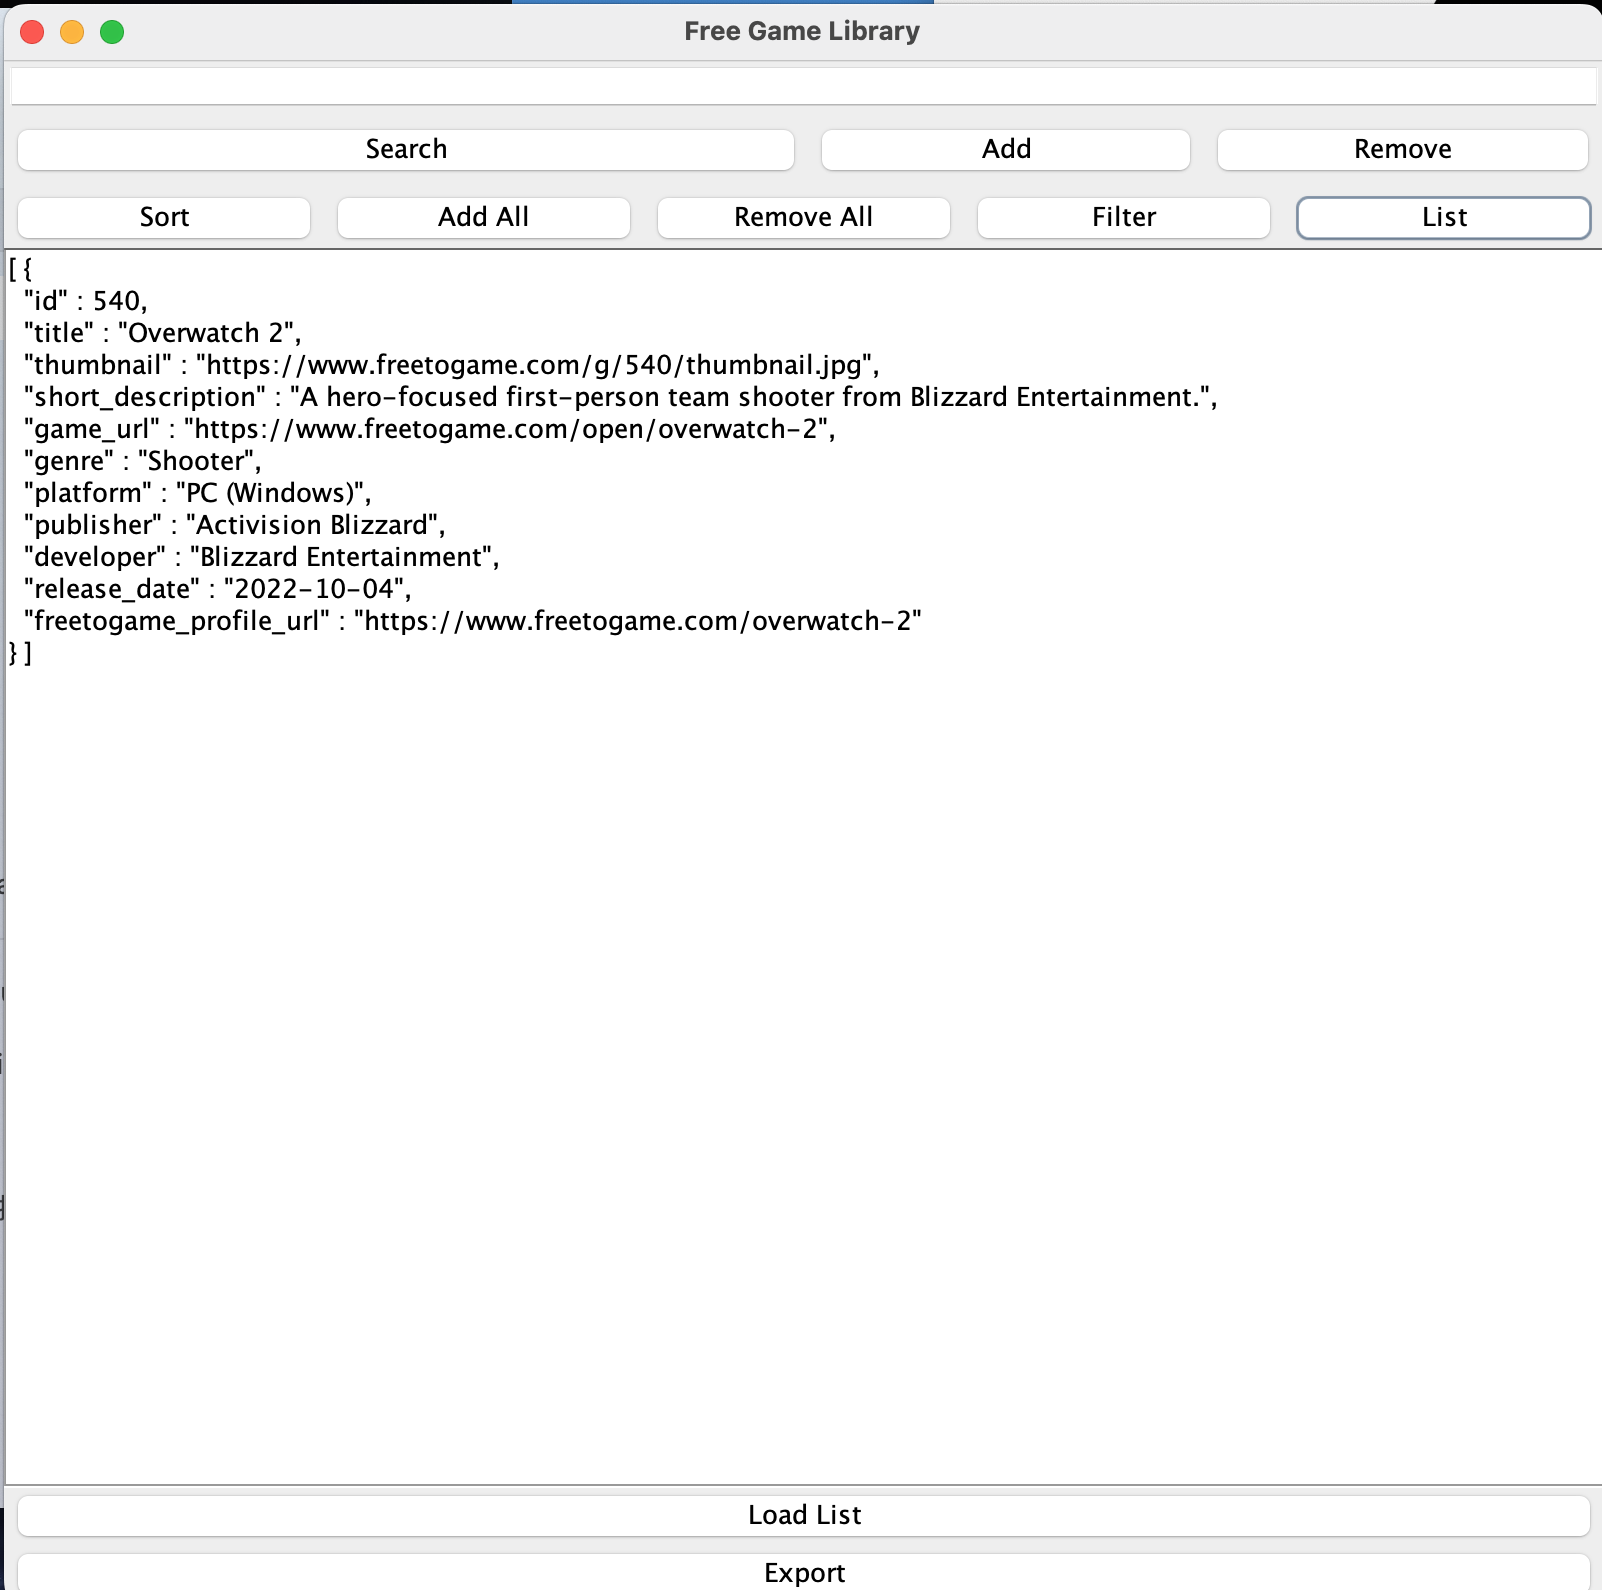 Free Game Library
Search Add Remove
Sort Add All Remove All Filter List
[ {
"id" : 540,
"title" : "Overwatch 2",
"thumbnail" : "https://www.freetogame.com/g/540/thumbnail.jpg",
"short_description" : "A hero-focused first-person team shooter from Blizzard Entertainment.",
"game_url" : "https://www.freetogame.com/open/overwatch-2",
"genre" : "Shooter",
"platform" : "PC (Windows)",
"publisher" : "Activision Blizzard",
"developer" : "Blizzard Entertainment",
"release_date" : "2022-10-04",
"freetogame_profile_url" : "https://www.freetogame.com/overwatch-2"
} ]
Load List
Export